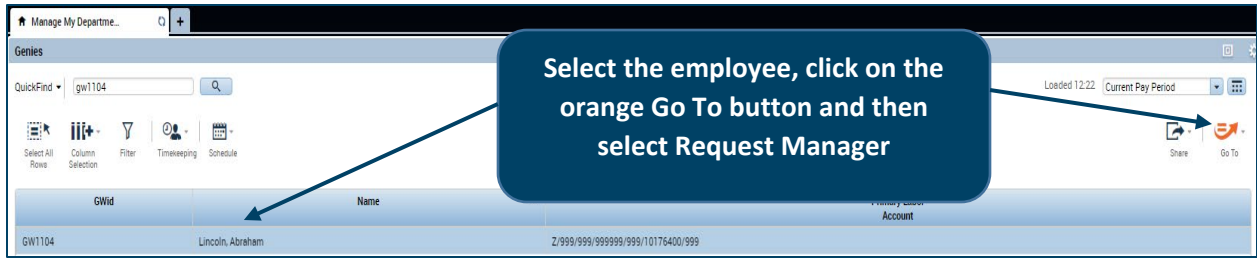 Manage My Departme...
+
Genies
QuickFind gw1104
Loaded 12:22 Current Pay Period
Select All Rows
Column Selection
Filter
Timekeeping
Schedule
Select the employee, click on the
orange Go To button and then
select Request Manager
Share
Go To
GWid
Name
Account
GW1104
Lincoln, Abraham
Z/999/999/999999/999/10176400/999